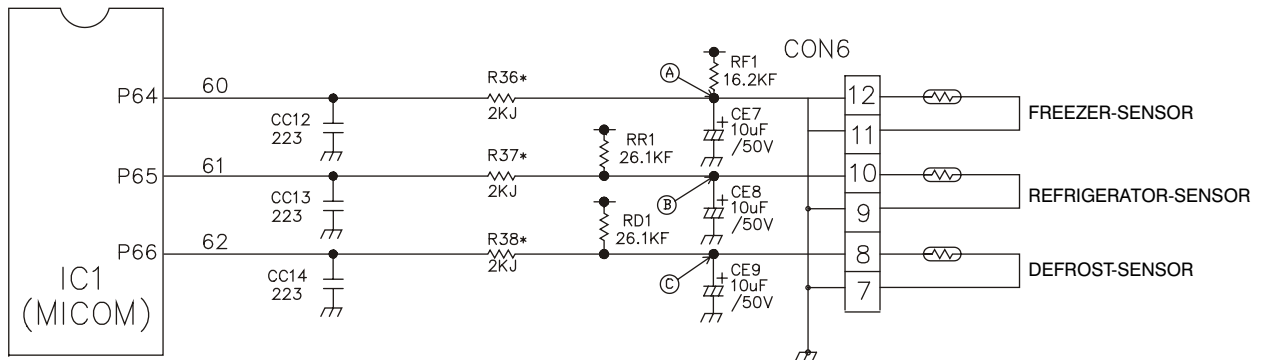 CON6
RF1
16.2KF
A
P64
60
R36*
2KJ
CC12
223
CE7
+
10uF
/50V
12
11
FREEZER-SENSOR
RR1
26.1KF
P65
61
R37*
2KJ
CC13
223
B
CE8
+
10uF
/50V
10
9
REFRIGERATOR-SENSOR
RD1
26.1KF
P66
62
R38*
2KJ
CC14
223
C
CE9
+
10uF
/50V
8
7
DEFROST-SENSOR
IC1
(MICOM)